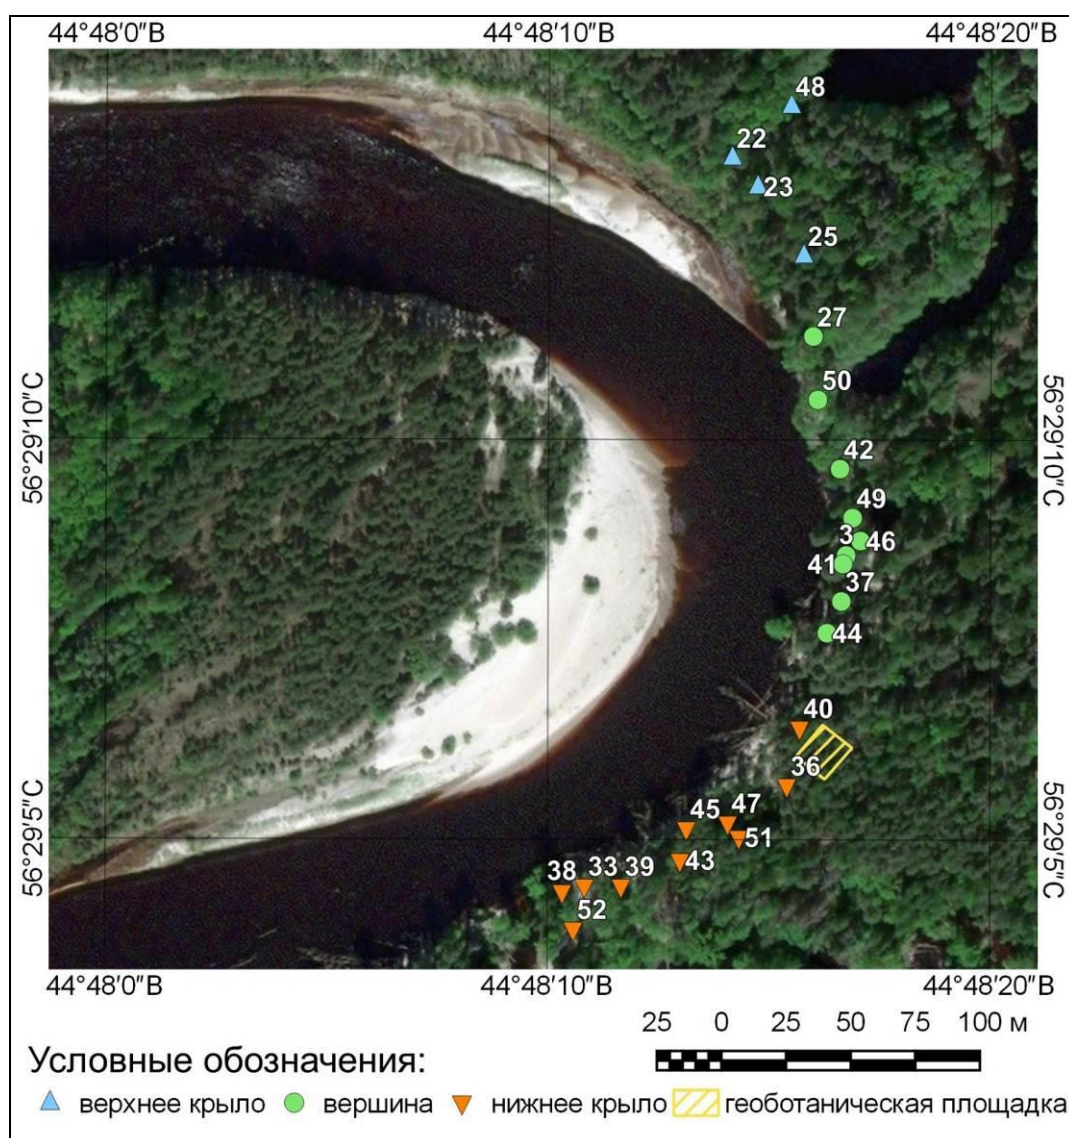 44°48′0″В 44°48′10″В 44°48′20″В
48
22
23
25
27
50
56°29′10″С 56°29′10″С
42
49
3 46
41
37
44
40
36
45 47
51
43
56°29′5″С 56°29′5″С
38 33 39
52
44°48′0″В 44°48′10″В 44°48′20″В
25 0 25 50 75 100 м
Условные обозначения:
верхнее крыло вершина нижнее крыло геоботаническая площадка